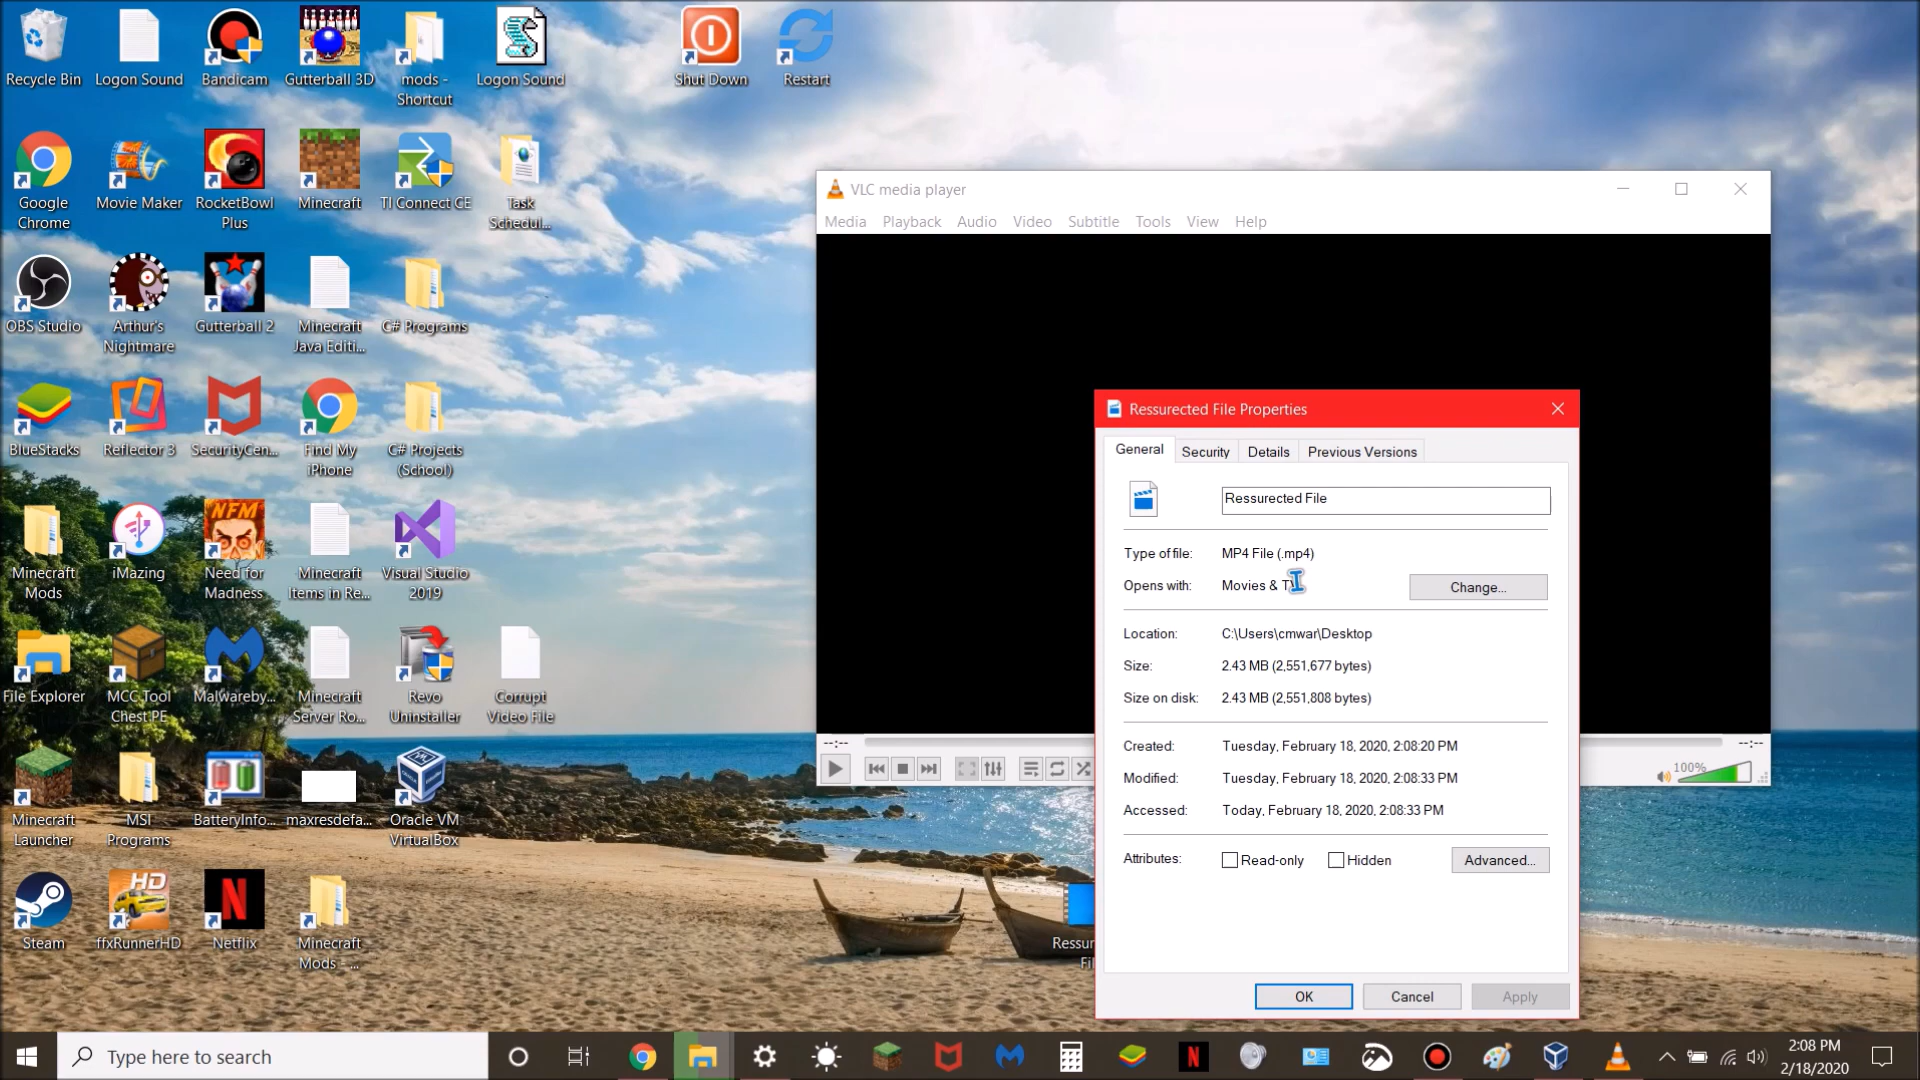 Recycle Bin
Logon Sound
Bandicam
Gutterball 3D
mods -
Shortcut
Logon Sound
Shut Down
Restart
Google
Chrome
Movie Maker
RocketBowl
Plus
Minecraft
TI Connect CE
Task
Schedul...
OBS Studio
Arthur's
Nightmare
Gutterball 2
Minecraft
Java Editi...
C# Programs
BlueStacks
Reflector 3
SecurityCen...
Find My
iPhone
C# Projects
(School)
Minecraft
Mods
iMazing
NFM
Need for
Madness
Minecraft
Items in Re...
Visual Studio
2019
File Explorer
MCC Tool
Chest PE
Malwareby...
Minecraft
Server Ro...
Revo
Uninstaller
Corrupt
Video File
Minecraft
Launcher
MSI
Programs
BatteryInfo...
maxresdefa...
Oracle VM
VirtualBox
Steam
HD
ffxRunnerHD
Netflix
Minecraft
Mods - ...
VLC media player
Media Playback Audio Video Subtitle Tools View Help
--:-- --:--
100%
Ressurected File Properties
General Security Details Previous Versions
Ressurected File
Type of file: MP4 File (.mp4)
Opens with: Movies & TV
Change...
Location: C:\Users\cmwar\Desktop
Size: 2.43 MB (2,551,677 bytes)
Size on disk: 2.43 MB (2,551,808 bytes)
Created: Tuesday, February 18, 2020, 2:08:20 PM
Modified: Tuesday, February 18, 2020, 2:08:33 PM
Accessed: Today, February 18, 2020, 2:08:33 PM
Attributes: Read-only Hidden Advanced...
OK Cancel Apply
Ressur
Fil
Type here to search
2:08 PM
2/18/2020